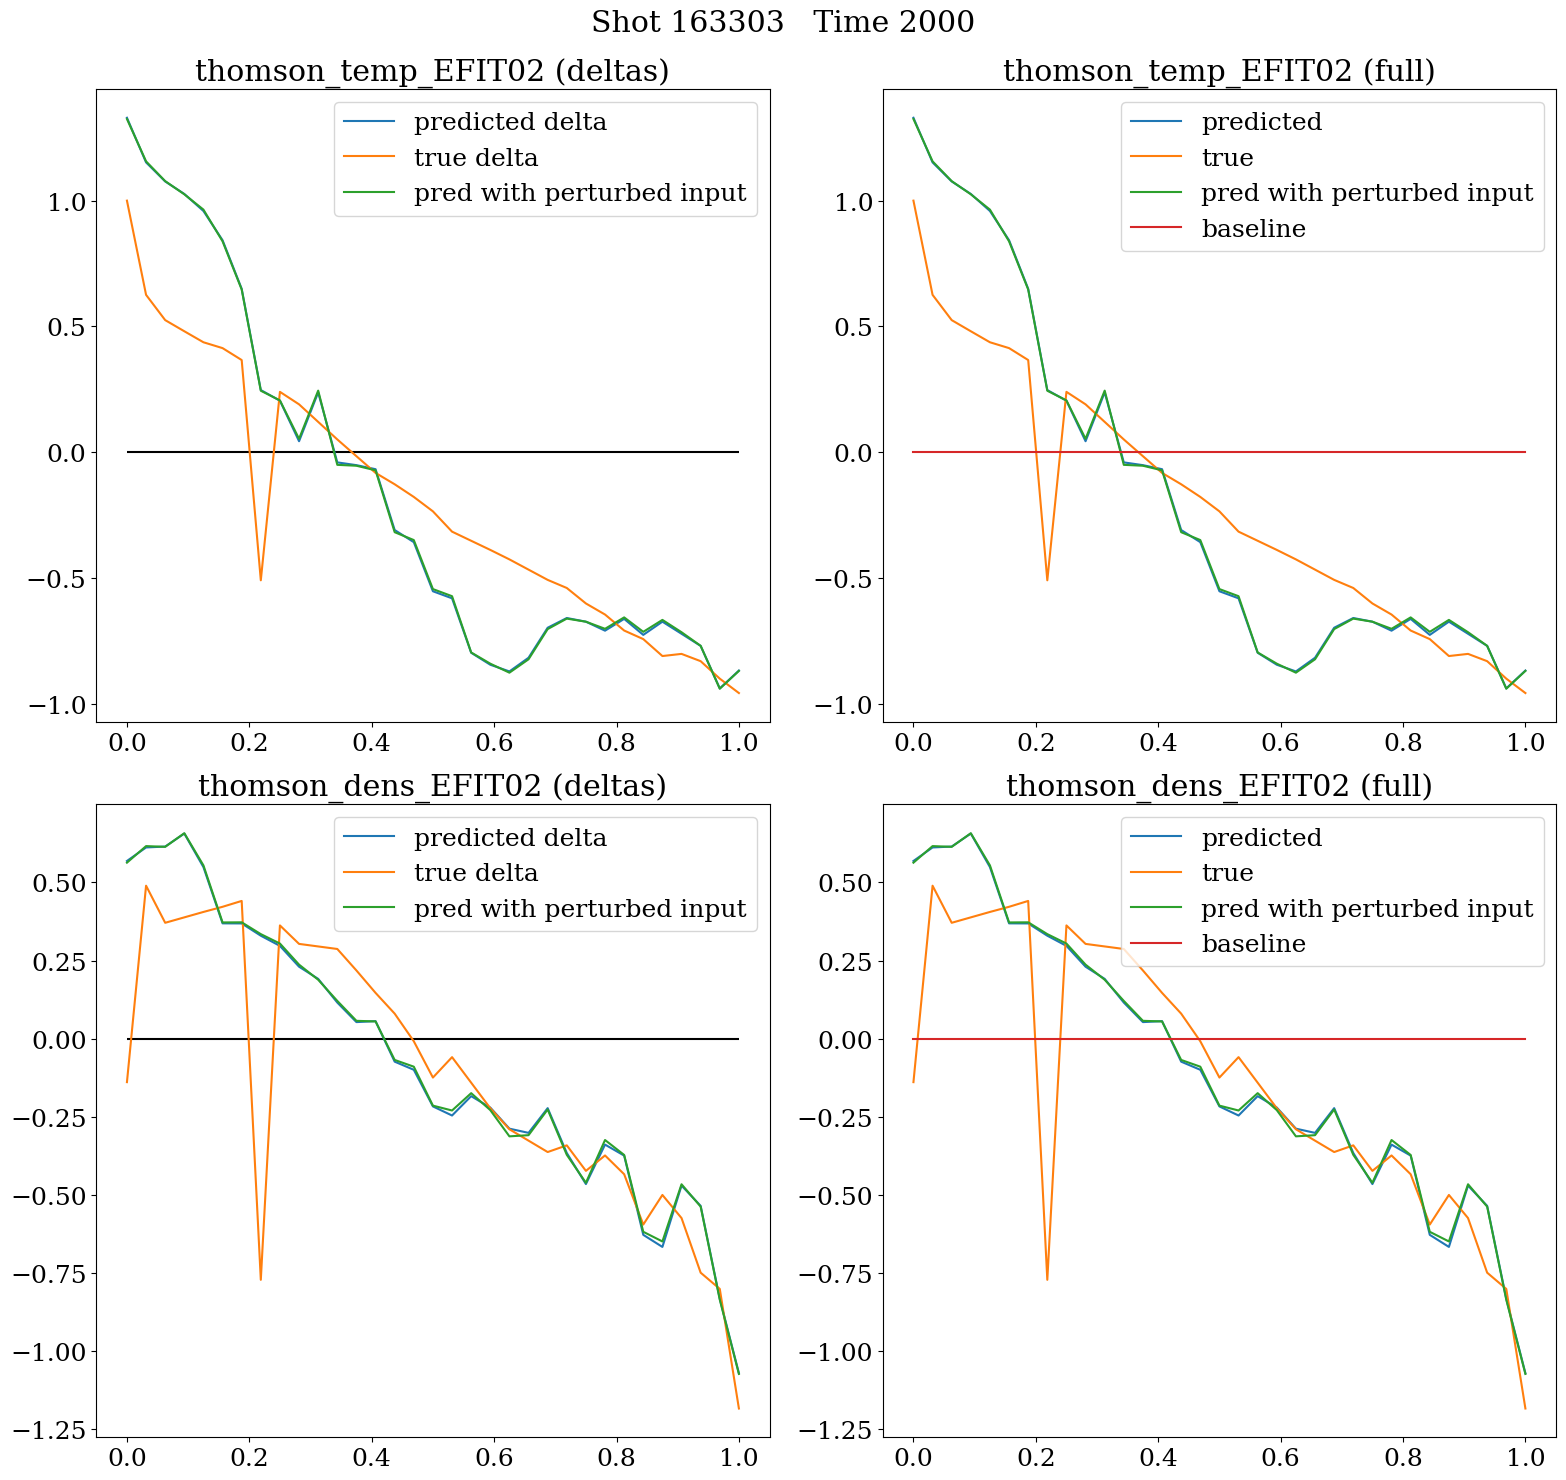 Shot 163303   Time 2000
thomson_temp_EFIT02 (deltas)
predicted delta
true delta
pred with perturbed input
1.0
0.5
0.0
−0.5
−1.0
0.0 0.2 0.4 0.6 0.8 1.0
thomson_temp_EFIT02 (full)
predicted
true
pred with perturbed input
baseline
1.0
0.5
0.0
−0.5
−1.0
0.0 0.2 0.4 0.6 0.8 1.0
thomson_dens_EFIT02 (deltas)
predicted delta
true delta
pred with perturbed input
0.50
0.25
0.00
−0.25
−0.50
−0.75
−1.00
−1.25
0.0 0.2 0.4 0.6 0.8 1.0
thomson_dens_EFIT02 (full)
predicted
true
pred with perturbed input
baseline
0.50
0.25
0.00
−0.25
−0.50
−0.75
−1.00
−1.25
0.0 0.2 0.4 0.6 0.8 1.0